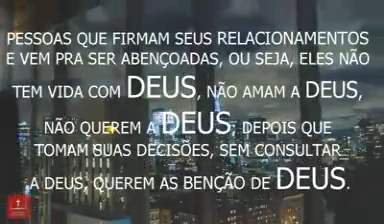 PESSOAS QUE FIRMAM SEUS RELACIONAMENTOS
E VEM PRA SER ABENÇOADAS, OU SEJA, ELES NÃO
TEM VIDA COM DEUS, NÃO AMAM A DEUS,
NÃO QUEREM A DEUS, DEPOIS QUE
TOMAM SUAS DECISÕES, SEM CONSULTAR
A DEUS, QUEREM AS BENÇÃO DE DEUS.